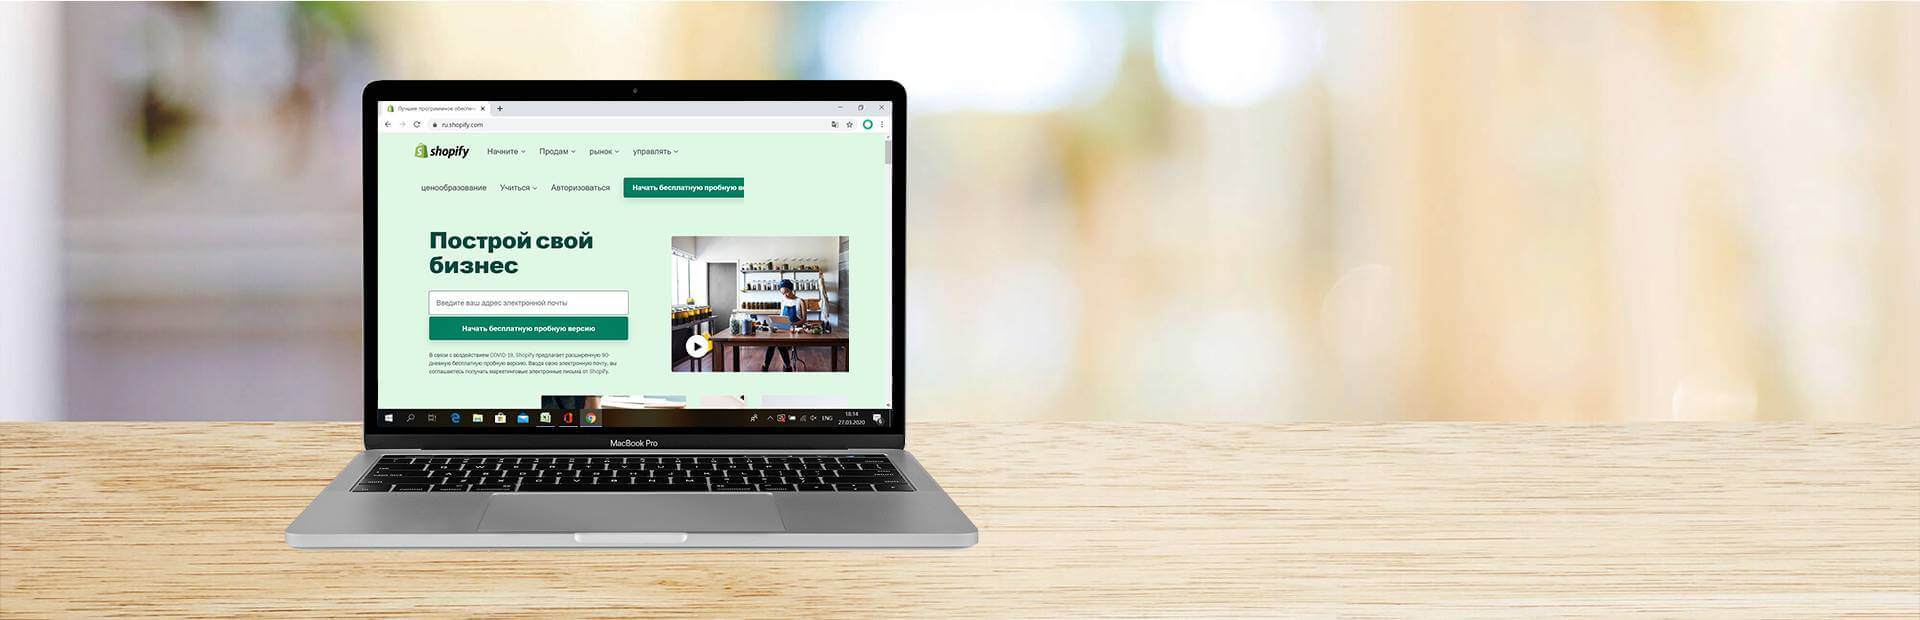 Лучшее программное обеспеч
ru.shopify.com
shopify Начните Продам рынок управлять
ценообразование Учиться Авторизоваться Начать бесплатную пробную ве
Построй свой
бизнес
Введите ваш адрес электронной почты
Начать бесплатную пробную версию
В связи с воздействием COVID-19, Shopify предлагает расширенную 90-
дневную бесплатную пробную версию. Вводя свою электронную почту, вы
соглашаетесь получать маркетинговые электронные письма от Shopify.
ENG
18:14
27.03.2020
MacBook Pro